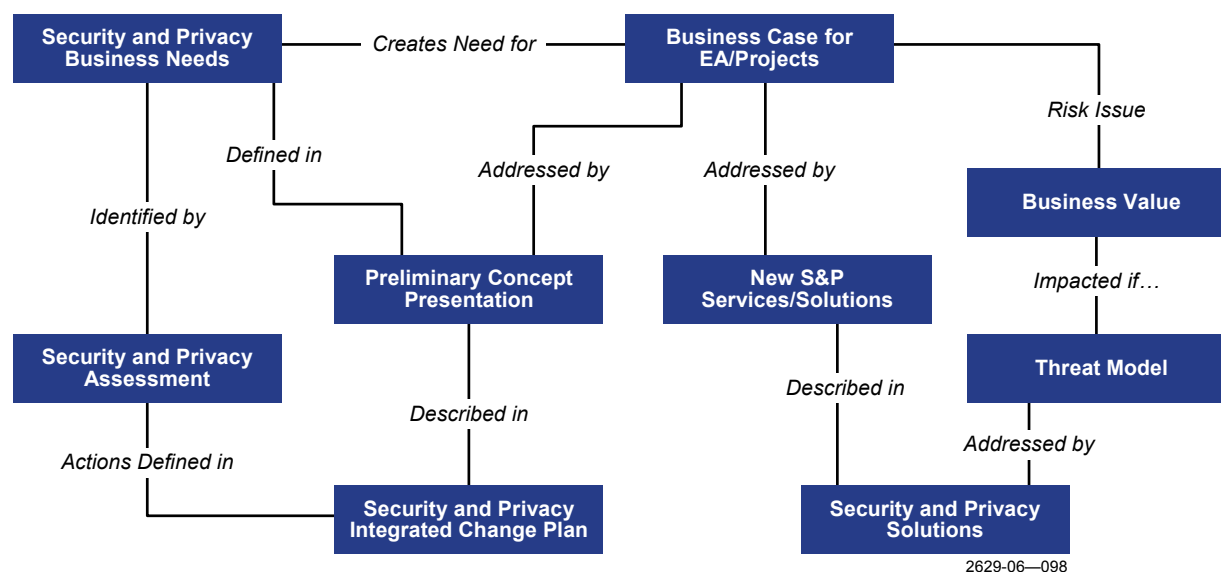 Security and Privacy
Business Needs
Creates Need for
Business Case for
EA/Projects
Risk Issue
Defined in
Addressed by
Addressed by
Identified by
Business Value
Preliminary Concept
Presentation
New S&P
Services/Solutions
Impacted if…
Security and Privacy
Assessment
Threat Model
Described in
Described in
Addressed by
Actions Defined in
Security and Privacy
Integrated Change Plan
Security and Privacy
Solutions
2629-06—098